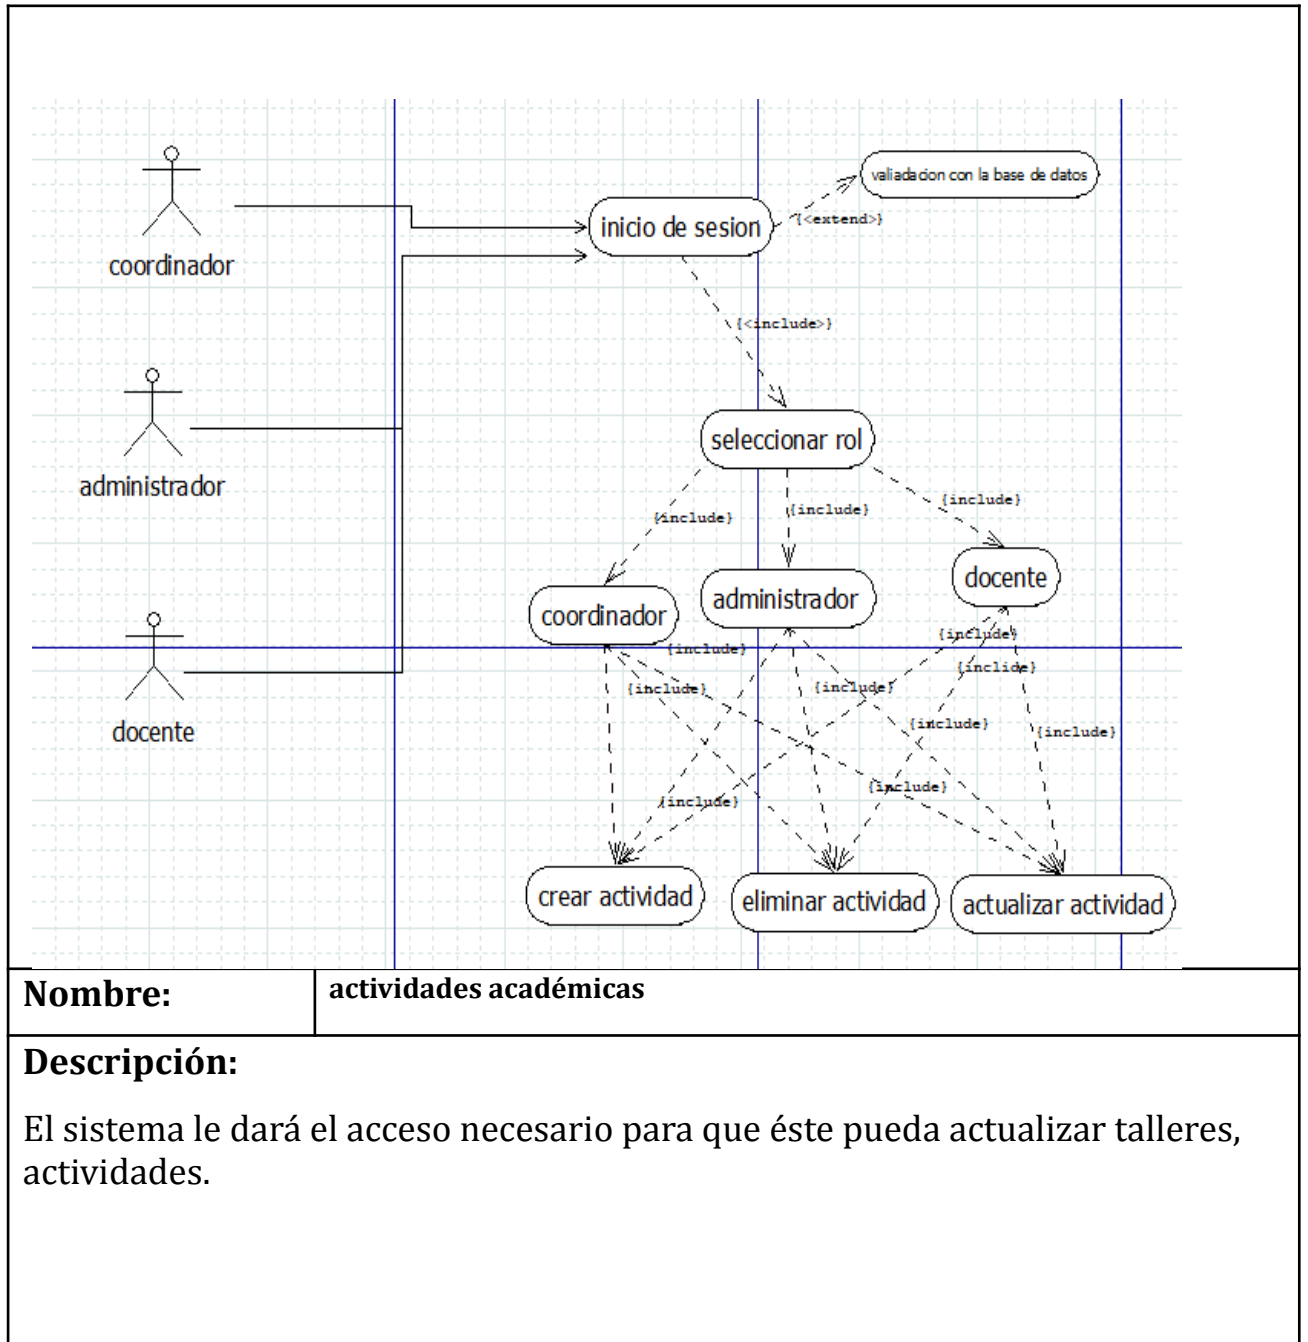 valiadacion con la base de datos
inicio de sesion
{<extend>}
coordinador
{<include>}
seleccionar rol
administrador
{include}
{include}
{include}
docente
administrador
coordinador
{include}
{include}
{inclide}
{include}
{include}
docente
{include}
{include}
{include}
{include}
crear actividad
eliminar actividad
actualizar actividad
Nombre:
actividades académicas
Descripción:
El sistema le dará el acceso necesario para que éste pueda actualizar talleres,
actividades.